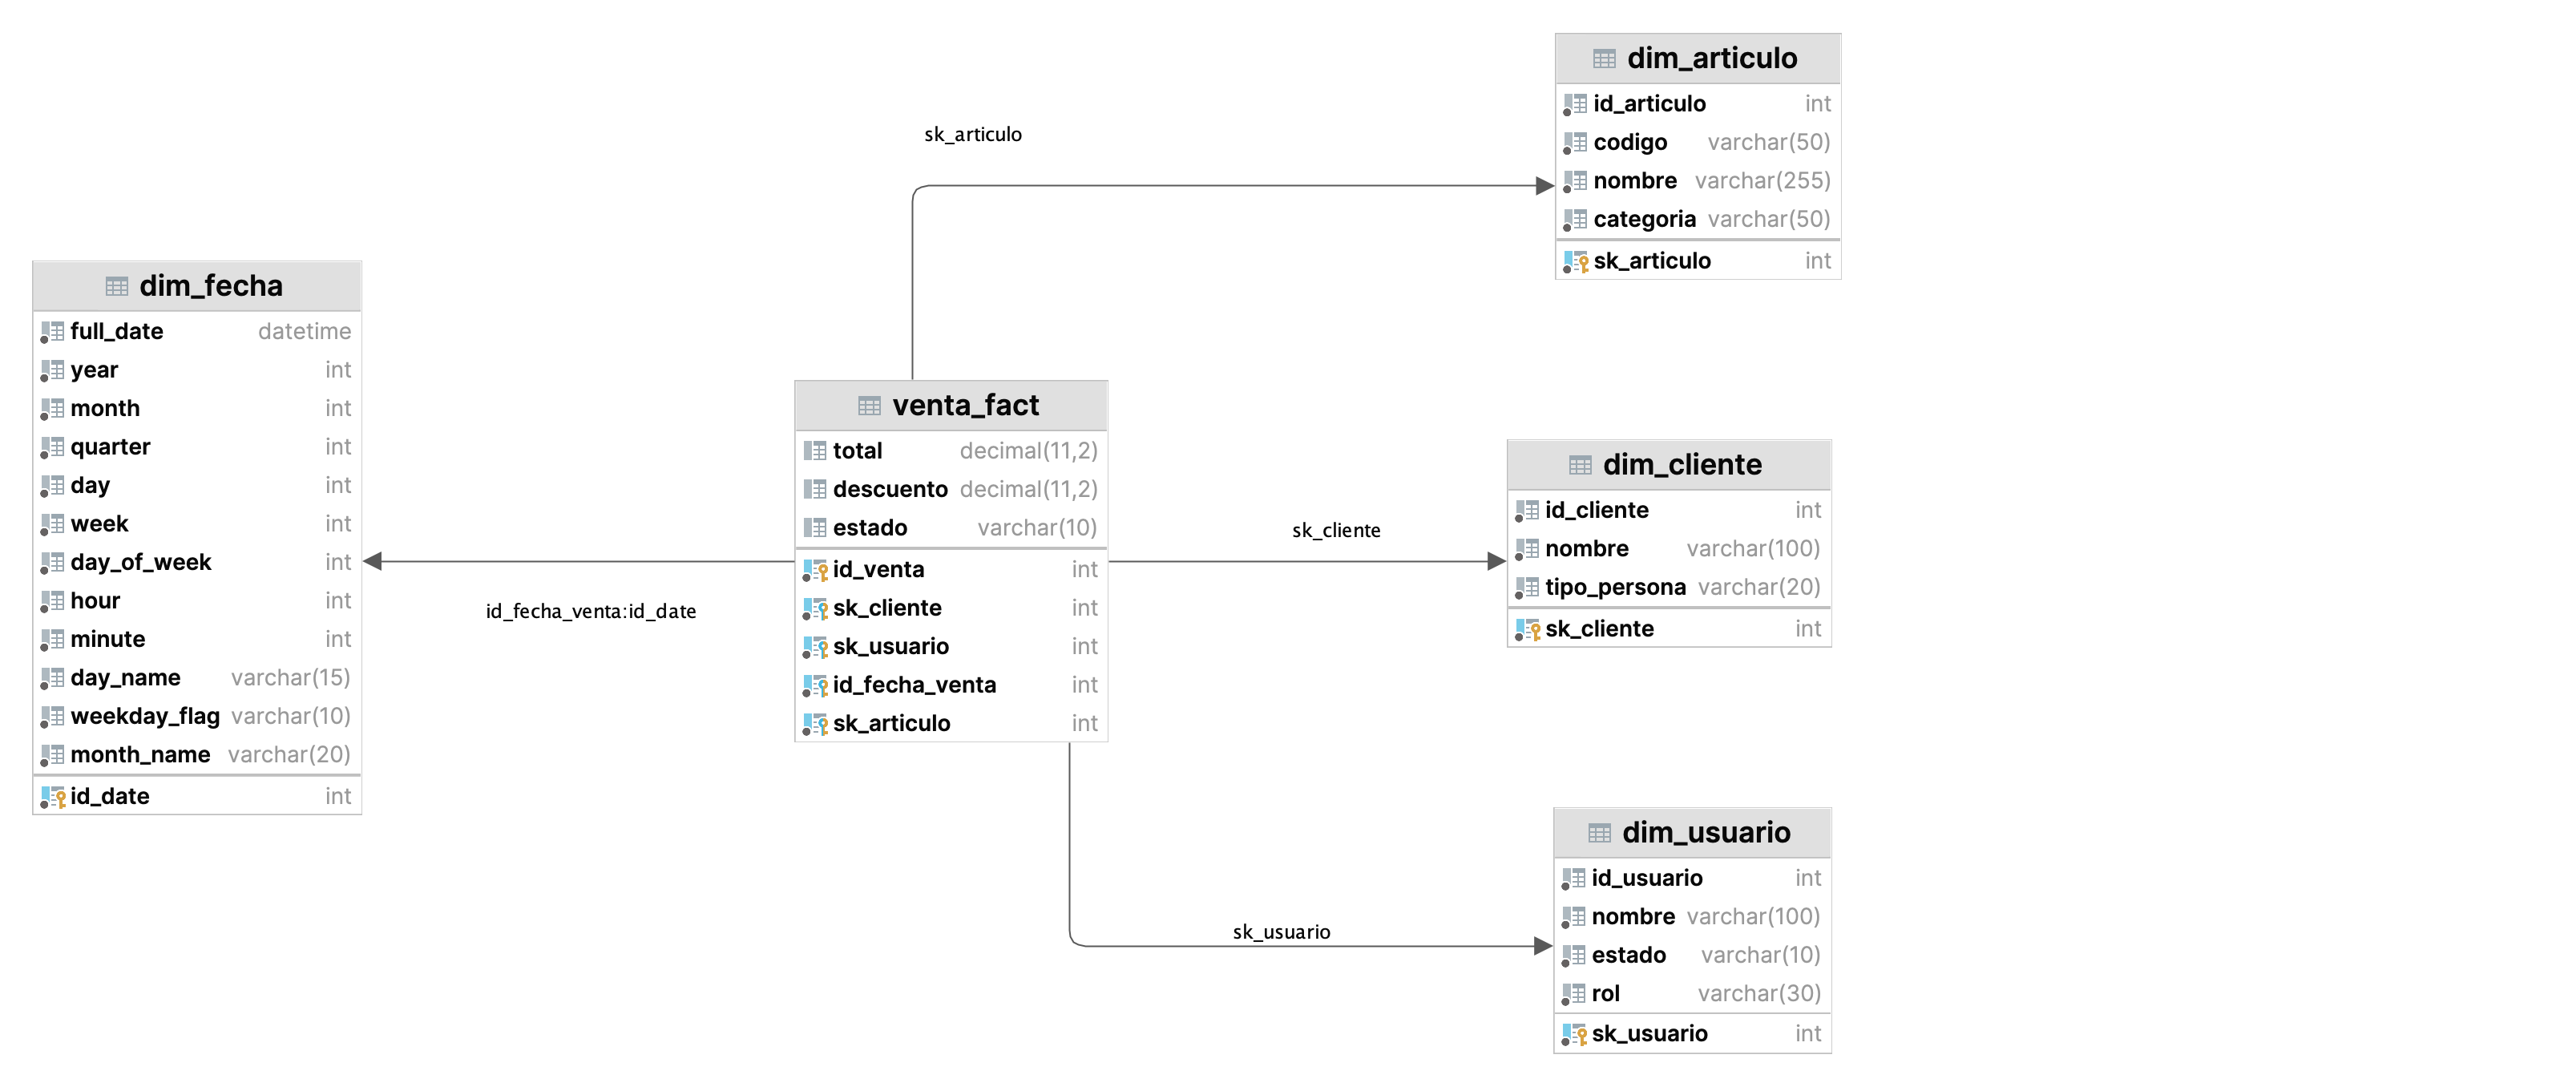 dim_articulo
id_articulo int
codigo varchar(50)
nombre varchar(255)
categoria varchar(50)
sk_articulo int
sk_articulo
dim_fecha
full_date datetime
year int
month int
quarter int
day int
week int
day_of_week int
hour int
minute int
day_name varchar(15)
weekday_flag varchar(10)
month_name varchar(20)
id_date int
id_fecha_venta:id_date
venta_fact
total decimal(11,2)
descuento decimal(11,2)
estado varchar(10)
id_venta int
sk_cliente int
sk_usuario int
id_fecha_venta int
sk_articulo int
sk_cliente
dim_cliente
id_cliente int
nombre varchar(100)
tipo_persona varchar(20)
sk_cliente int
sk_usuario
dim_usuario
id_usuario int
nombre varchar(100)
estado varchar(10)
rol varchar(30)
sk_usuario int